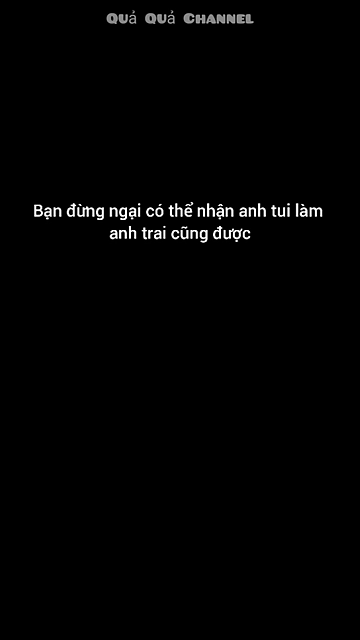 Quả Quả Channel
Bạn đừng ngại có thể nhận anh tui làm
anh trai cũng được